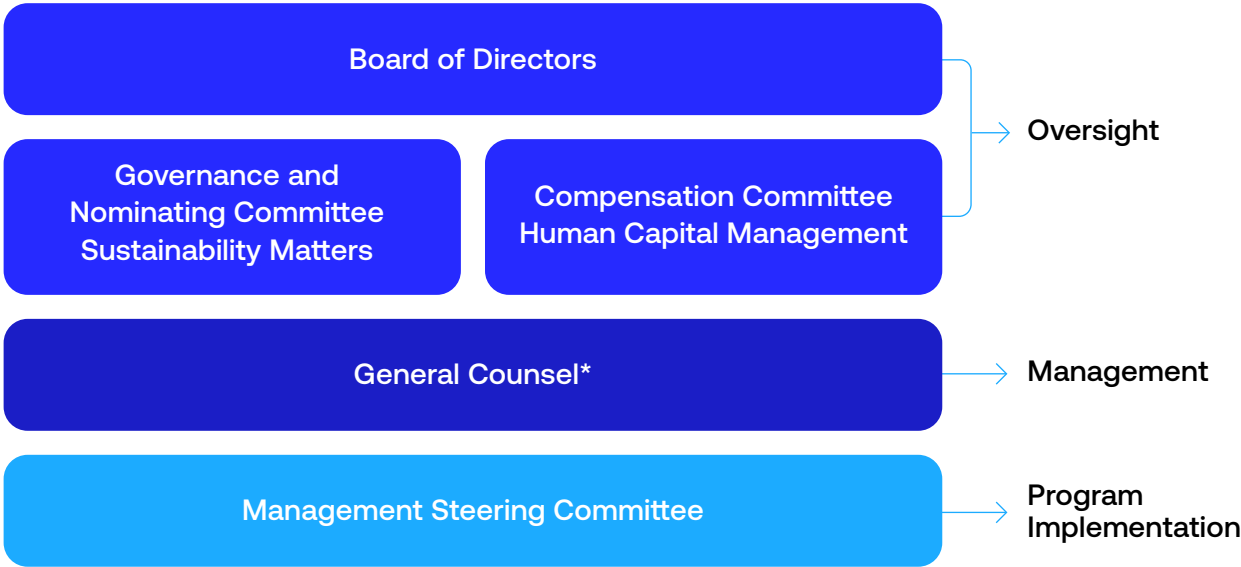 Board of Directors
Oversight
Governance and
Nominating Committee
Sustainability Matters
Compensation Committee
Human Capital Management
General Counsel*
Management
Management Steering Committee
Program
Implementation